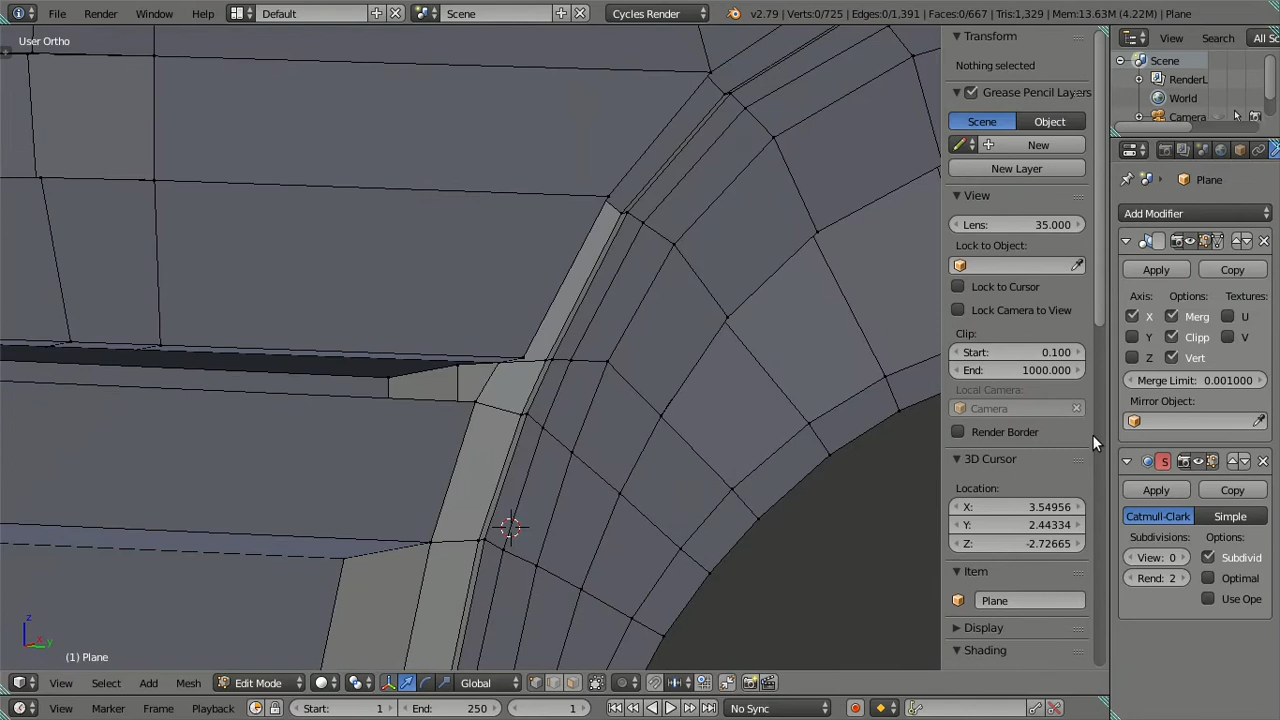 File Render Window Help Default Scene Cycles Render v2.79 | Verts:0/725 | Edges:0/1,391 | Faces:0/667 | Tris:1,329 | Mem:13.63M (4.22M) | Plane
User Ortho
Transform
Nothing selected
Grease Pencil Layers
Scene Object
New
New Layer
View
Lens: 35.000
Lock to Object:
Lock to Cursor
Lock Camera to View
Clip:
Start: 0.100
End: 1000.000
Local Camera:
Camera
Render Border
3D Cursor
Location:
X: 3.54956
Y: 2.44334
Z: -2.72665
Item
Plane
Display
Shading
View Search All Sc
Scene
RenderL
World
Camera
Plane
Add Modifier
Apply Copy
Axis: Options: Textures:
X Merg U
Y Clipp V
Z Vert
Merge Limit: 0.001000
Mirror Object:
S
Apply Copy
Catmull-Clark Simple
Subdivisions: Options:
View: 0 Subdivid
Rend: 2 Optimal
Use Ope
z
x y
(1) Plane
View Select Add Mesh Edit Mode Global
View Marker Frame Playback Start: 1 End: 250 1 No Sync